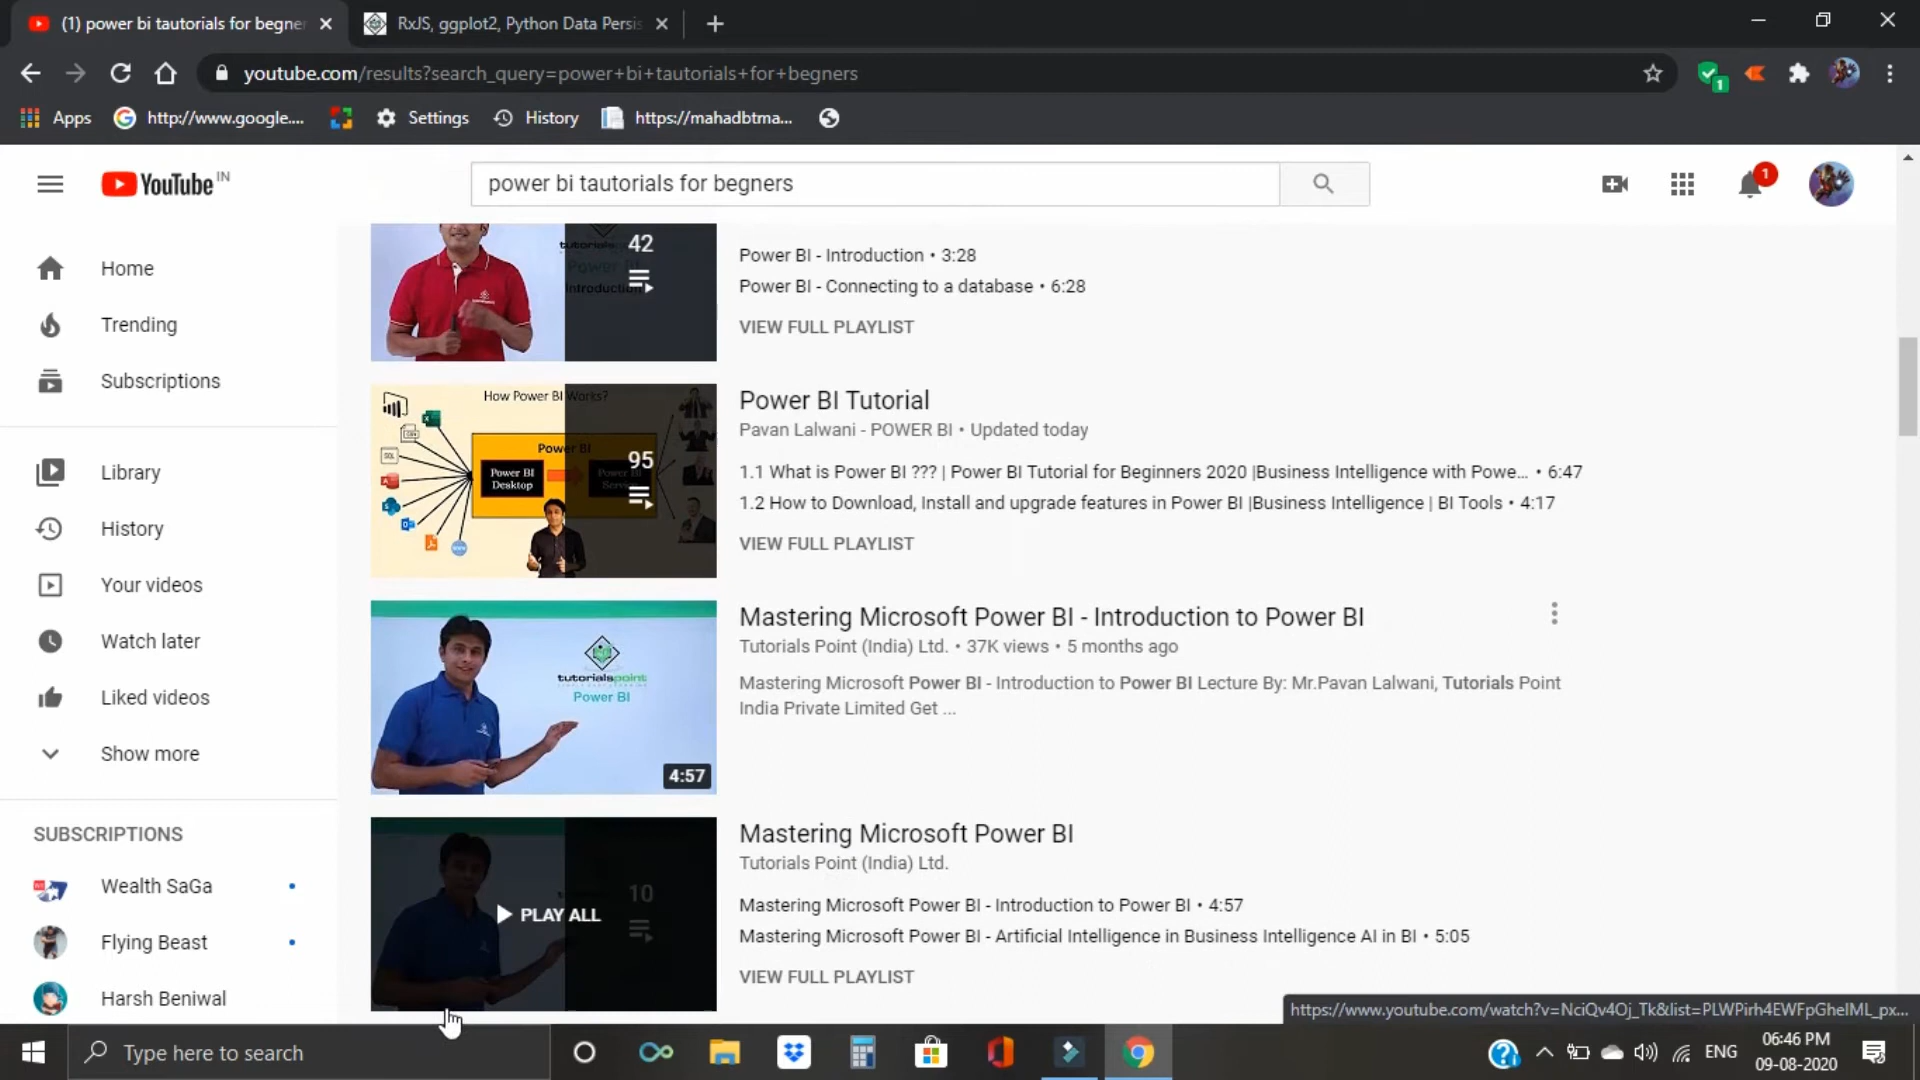 (1) power bi tautorials for begner
RxJS, ggplot2, Python Data Persis
youtube.com/results?search_query=power+bi+tautorials+for+begners
1
Apps
http://www.google....
Settings
History
https://mahadbtma...
YouTube IN
power bi tautorials for begners
1
Home
Trending
Subscriptions
Library
History
Your videos
Watch later
Liked videos
Show more
SUBSCRIPTIONS
Wealth SaGa
Flying Beast
Harsh Beniwal
42
Power BI
Introduction
Power BI - Introduction • 3:28
Power BI - Connecting to a database • 6:28
VIEW FULL PLAYLIST
How Power BI Works?
Power BI
Power BI
Desktop
SQL
95
Power BI Tutorial
Pavan Lalwani - POWER BI • Updated today
1.1 What is Power BI ??? | Power BI Tutorial for Beginners 2020 |Business Intelligence with Powe... • 6:47
1.2 How to Download, Install and upgrade features in Power BI |Business Intelligence | BI Tools • 4:17
VIEW FULL PLAYLIST
tutorialspoint
Power BI
4:57
Mastering Microsoft Power BI - Introduction to Power BI
Tutorials Point (India) Ltd. • 37K views • 5 months ago
Mastering Microsoft Power BI - Introduction to Power BI Lecture By: Mr.Pavan Lalwani, Tutorials Point
India Private Limited Get ...
10
PLAY ALL
Mastering Microsoft Power BI
Tutorials Point (India) Ltd.
Mastering Microsoft Power BI - Introduction to Power BI • 4:57
Mastering Microsoft Power BI - Artificial Intelligence in Business Intelligence AI in BI • 5:05
VIEW FULL PLAYLIST
https://www.youtube.com/watch?v=NciQv4Oj_Tk&list=PLWPirh4EWFpGhelML_px...
Type here to search
ENG
06:46 PM
09-08-2020